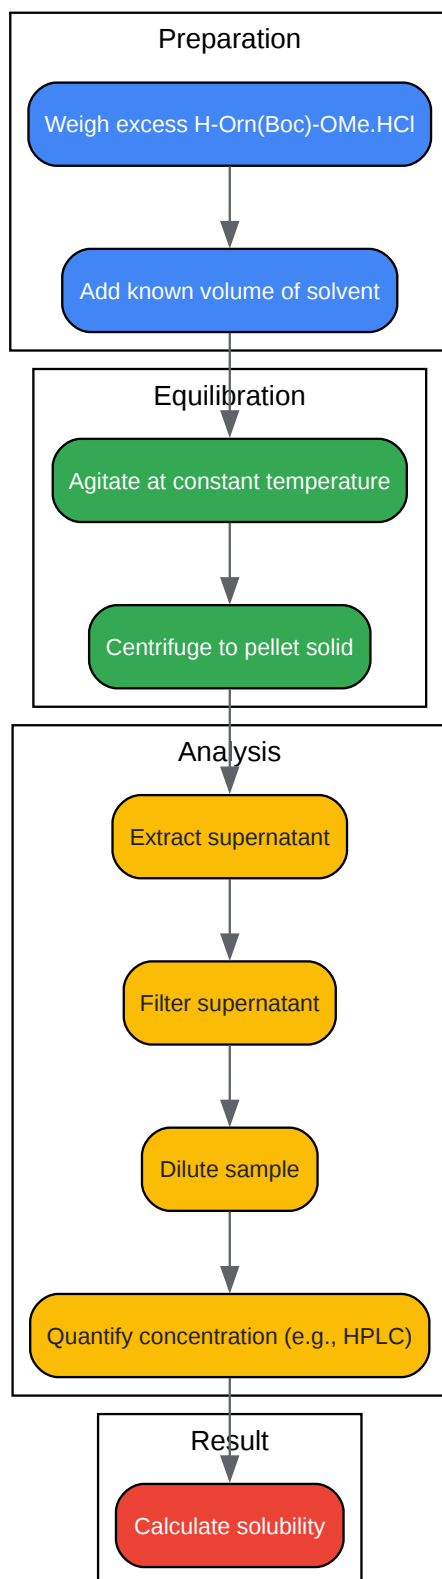 Preparation
Weigh excess H-Orn(Boc)-OMe.HCl
Add known volume of solvent
Equilibration
Agitate at constant temperature
Centrifuge to pellet solid
Analysis
Extract supernatant
Filter supernatant
Dilute sample
Quantify concentration (e.g., HPLC)
Result
Calculate solubility